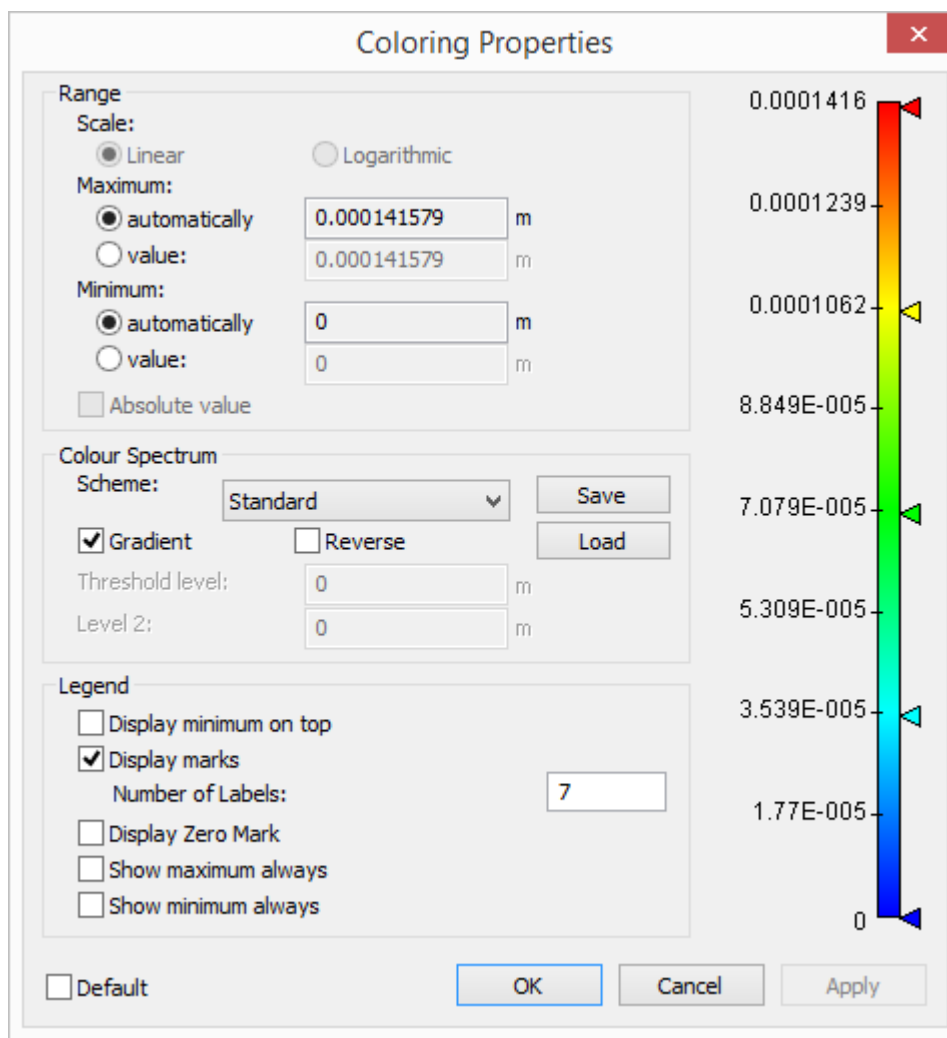 Coloring Properties
Range
Scale:
Linear Logarithmic
Maximum:
automatically 0.000141579 m
value: 0.000141579 m
Minimum:
automatically 0 m
value: 0 m
Absolute value
Colour Spectrum
Scheme: Standard Save
Gradient Reverse Load
Threshold level: 0 m
Level 2: 0 m
Legend
Display minimum on top
Display marks
Number of Labels: 7
Display Zero Mark
Show maximum always
Show minimum always
Default OK Cancel Apply
0.0001416
0.0001239
0.0001062
8.849E-005
7.079E-005
5.309E-005
3.539E-005
1.77E-005
0